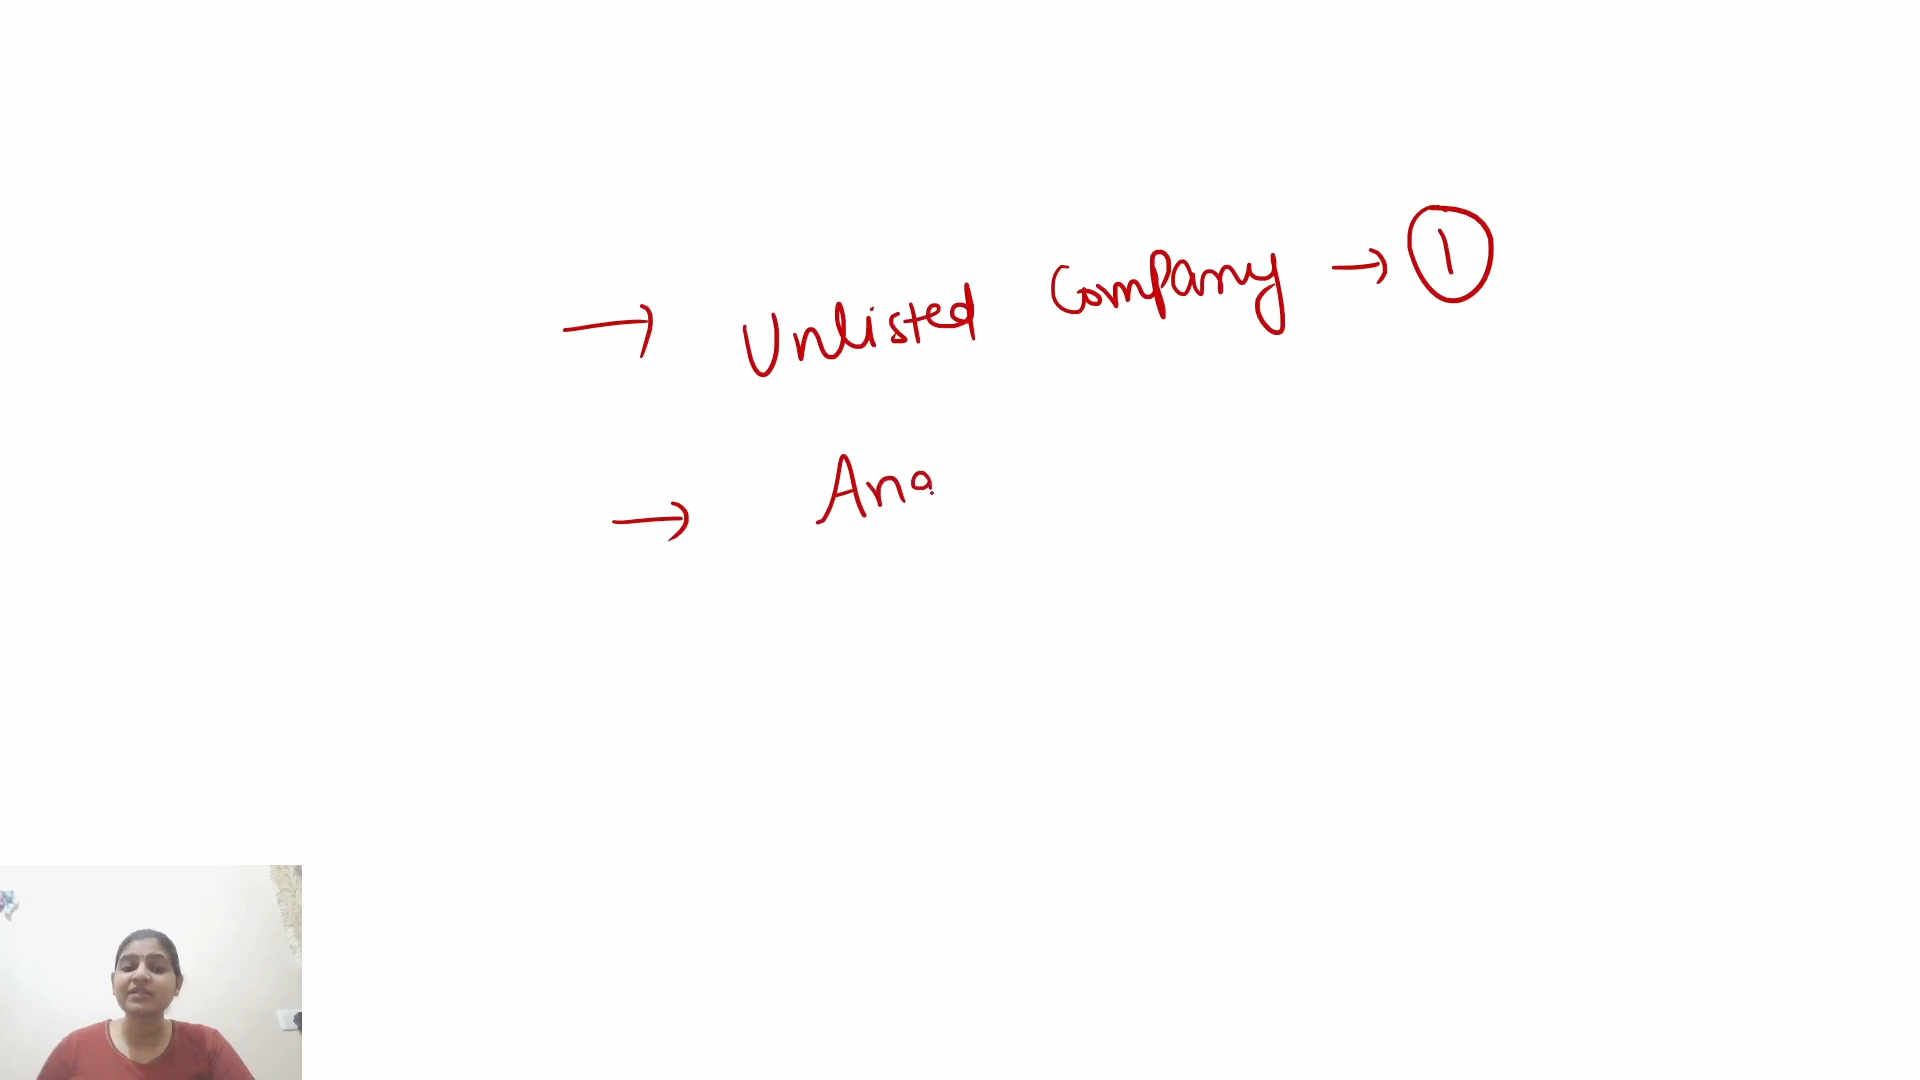 → Unlisted Company → 1
→ Ana